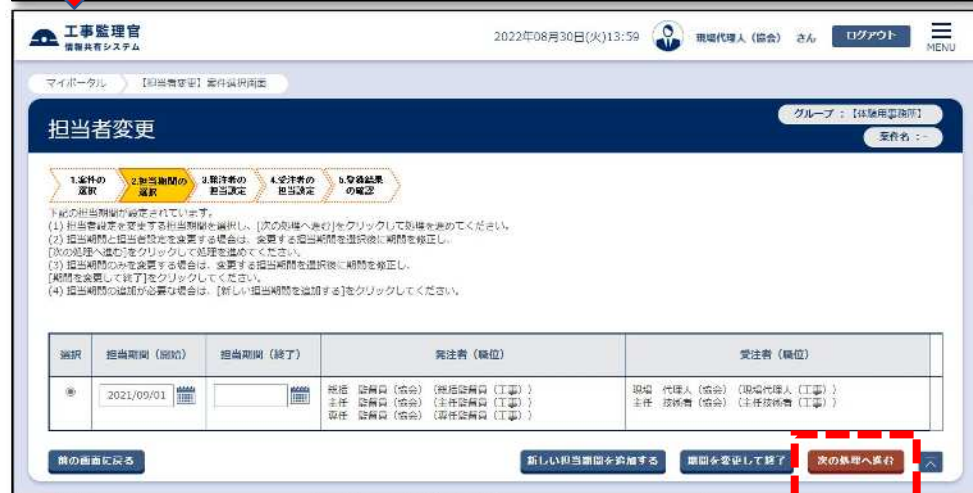 工事監理官
情報共有システム
2022年08月30日(火)13:59
現場代理人（協会） さん
ログアウト
MENU
マイポータル
【担当者変更】案件選択画面
担当者変更
グループ：【体験用事務所】
案件名：-
1.案件の選択
2.担当期間の選択
3.発注者の担当設定
4.受注者の担当設定
5.登録結果の確認
下記の担当期間が設定されています。
(1) 担当者設定を変更する担当期間を選択し、[次の処理へ進む]をクリックして処理を進めてください。
(2) 担当期間と担当者設定を変更する場合は、変更する担当期間を選択後に期間を修正し、
[次の処理へ進む]をクリックして処理を進めてください。
(3) 担当期間のみを変更する場合は、変更する担当期間を選択後に期間を修正し、
[期間を変更して終了]をクリックしてください。
(4) 担当期間の追加が必要な場合は、[新しい担当期間を追加する]をクリックしてください。
選択
担当期間（開始）
担当期間（終了）
発注者（職位）
受注者（職位）
2021/09/01
総括 監督員（協会）（総括監督員（工事））
主任 監督員（協会）（主任監督員（工事））
専任 監督員（協会）（専任監督員（工事））
現場 代理人（協会）（現場代理人（工事））
主任 技術者（協会）（主任技術者（工事））
前の画面に戻る
新しい担当期間を追加する
期間を変更して終了
次の処理へ進む